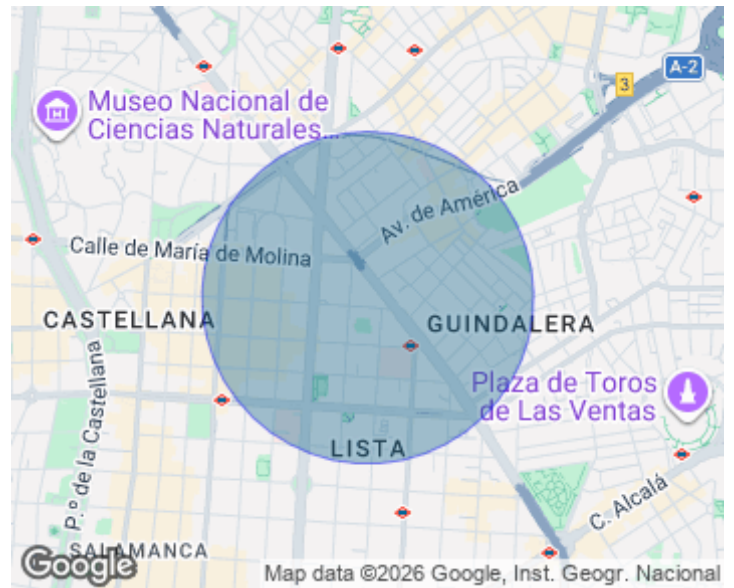 A-2
3
Museo Nacional de
Ciencias Naturales...
Av. de América
Calle de María de Molina
CASTELLANA
GUINDALERA
Plaza de Toros
de Las Ventas
P.º de la Castellana
LISTA
C. Alcalá
SALAMANCA
Google
Map data ©2026 Google, Inst. Geogr. Nacional